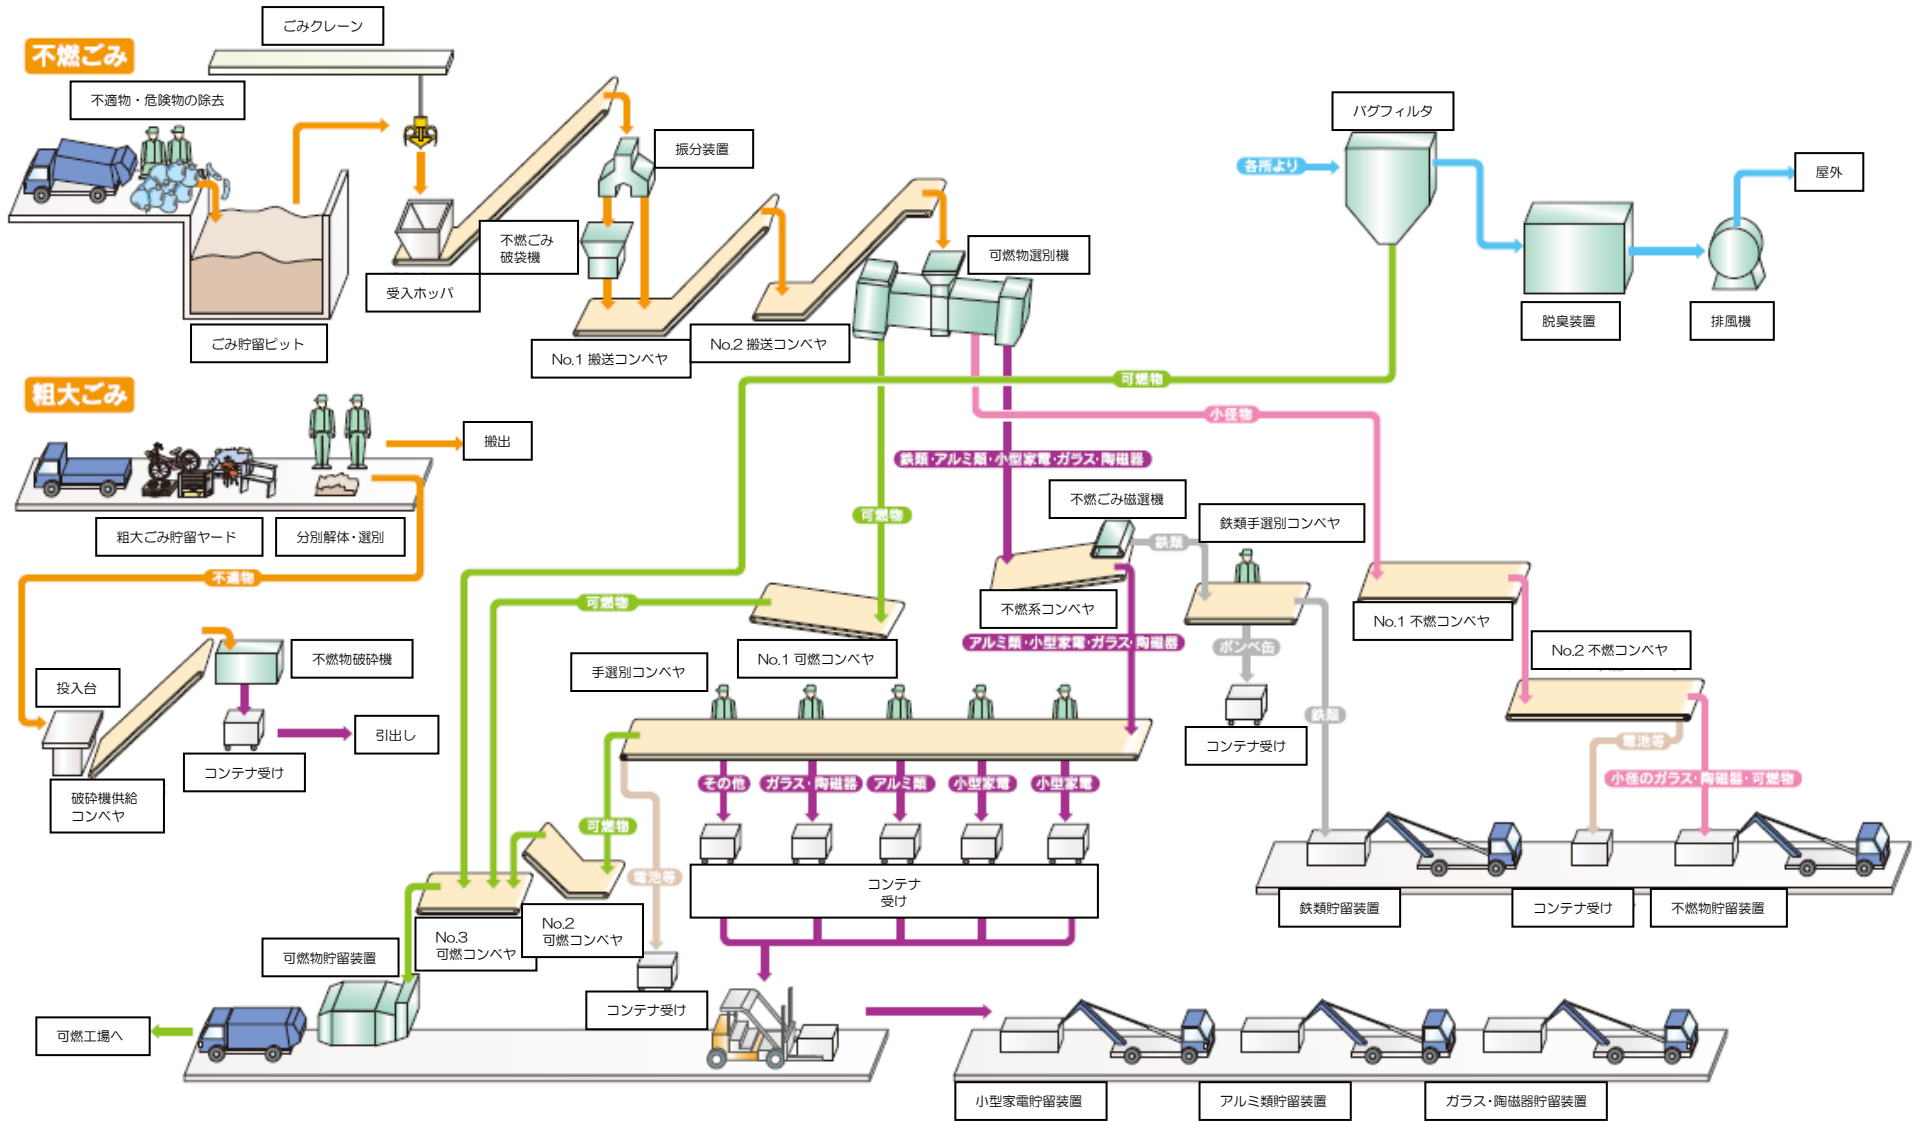 ごみクレーン
不燃ごみ
不適物・危険物の除去
バグフィルタ
振分装置
各所より
屋外
不燃ごみ
破袋機
可燃物選別機
受入ホッパ
ごみ貯留ピット
No.1 搬送コンベヤ
No.2 搬送コンベヤ
脱臭装置
排風機
粗大ごみ
可燃物
小径物
搬出
鉄類・アルミ類・小型家電・ガラス・陶磁器
不燃ごみ磁選機
可燃物
鉄類手選別コンベヤ
粗大ごみ貯留ヤード
分別解体・選別
鉄類
不適物
可燃物
不燃系コンベヤ
No.1 不燃コンベヤ
アルミ類・小型家電・ガラス・陶磁器
ボンベ缶
No.2 不燃コンベヤ
不燃物破砕機
No.1 可燃コンベヤ
手選別コンベヤ
投入台
鉄類
引出し
コンテナ受け
電池等
コンテナ受け
小径のガラス・陶磁器・可燃物
その他
ガラス・陶磁器
アルミ類
小型家電
小型家電
破砕機供給
コンベヤ
可燃物
電池等
コンテナ
受け
鉄類貯留装置
コンテナ受け
不燃物貯留装置
No.3
可燃コンベヤ
No.2
可燃コンベヤ
可燃物貯留装置
コンテナ受け
可燃工場へ
小型家電貯留装置
アルミ類貯留装置
ガラス・陶磁器貯留装置